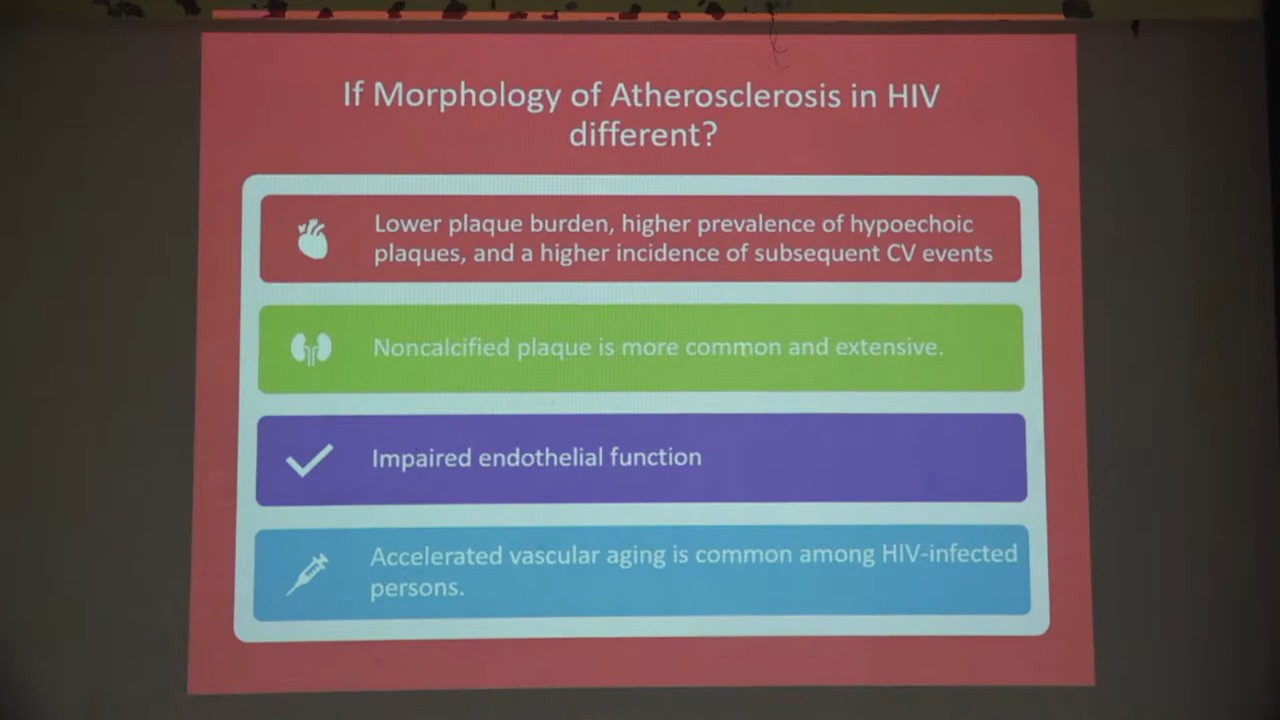 If Morphology of Atherosclerosis in HIV
different?
Lower plaque burden, higher prevalence of hypoechoic
plaques, and a higher incidence of subsequent CV events
Noncalcified plaque is more common and extensive.
Impaired endothelial function
Accelerated vascular aging is common among HIV-infected
persons.